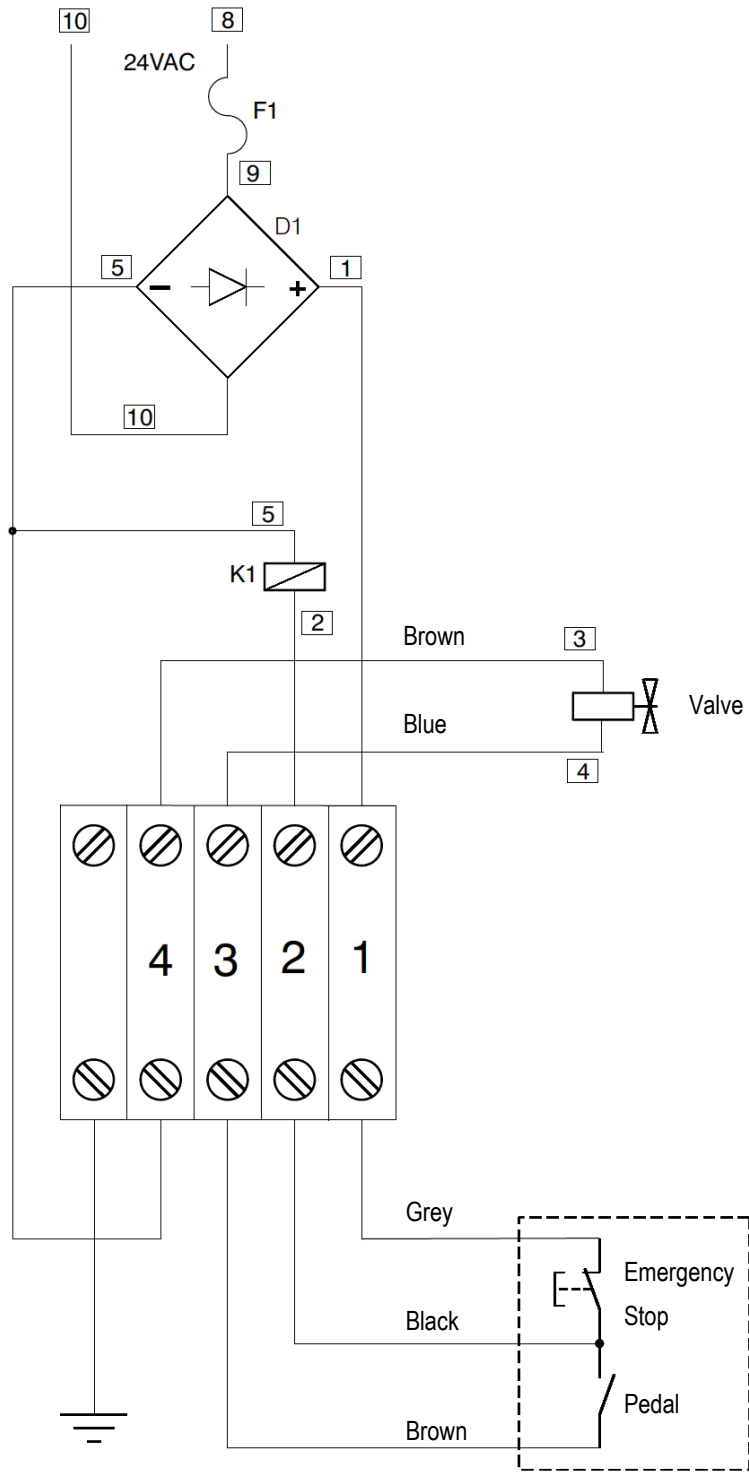 10
8
24VAC
F1
9
D1
5
1
− +
10
5
K1
2
Brown
3
Valve
Blue
4
4 3 2 1
Grey
Emergency
Stop
Black
Pedal
Brown